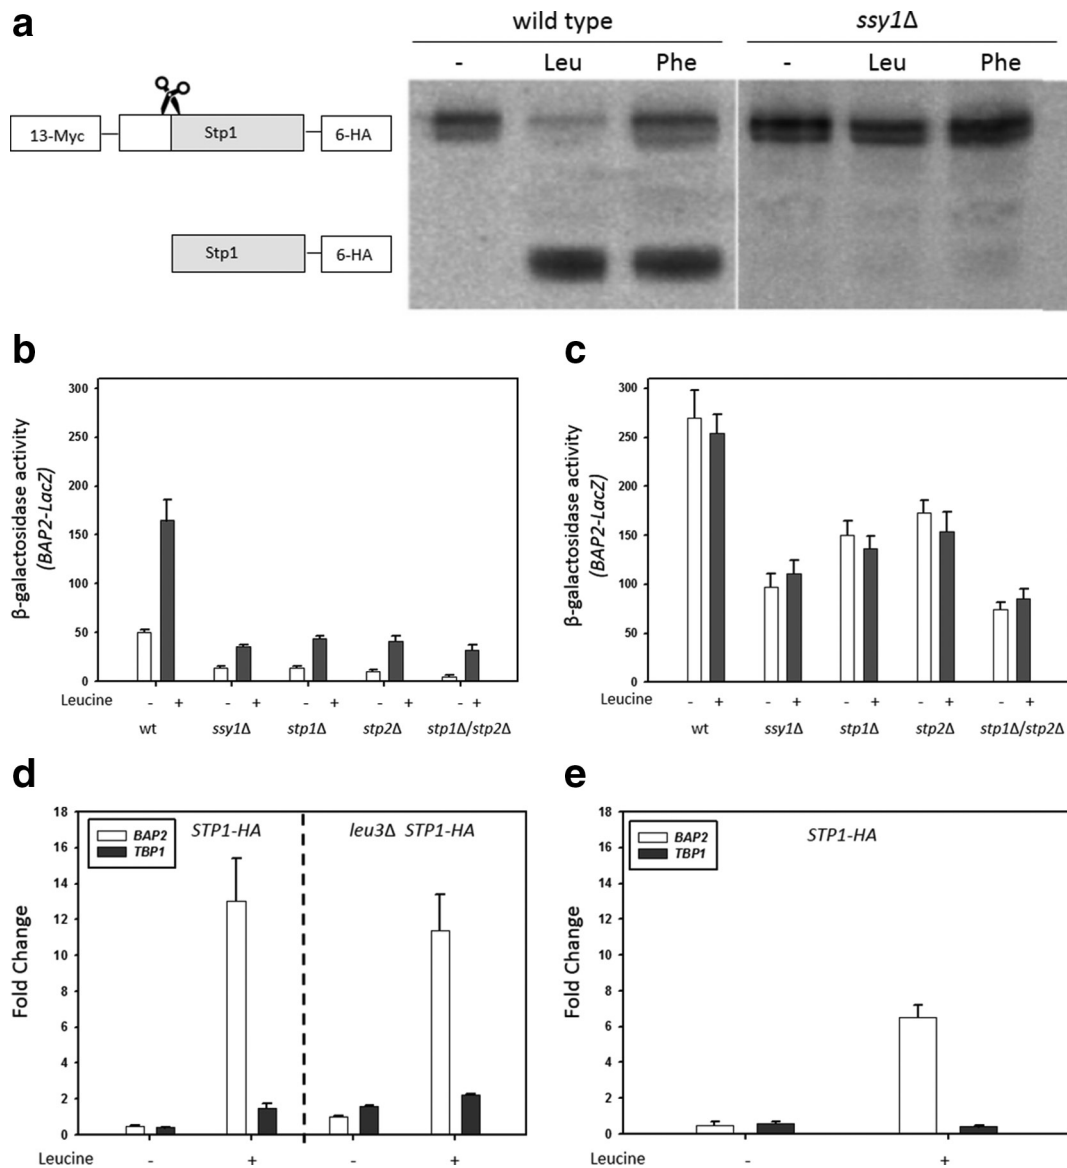 a
wild type
ssy1Δ
- Leu Phe
- Leu Phe
13-Myc
Stp1
6-HA
Stp1
6-HA
b
β-galactosidase activity
(BAP2-LacZ)
300
250
200
150
100
50
0
Leucine - + - + - + - + - +
wt ssy1Δ stp1Δ stp2Δ stp1Δ/stp2Δ
c
β-galactosidase activity
(BAP2-LacZ)
300
250
200
150
100
50
0
Leucine - + - + - + - + - +
wt ssy1Δ stp1Δ stp2Δ stp1Δ/stp2Δ
d
Fold Change
18
16
14
12
10
8
6
4
2
0
BAP2
TBP1
STP1-HA
leu3Δ STP1-HA
Leucine - + - +
e
Fold Change
18
16
14
12
10
8
6
4
2
0
BAP2
TBP1
STP1-HA
Leucine - +